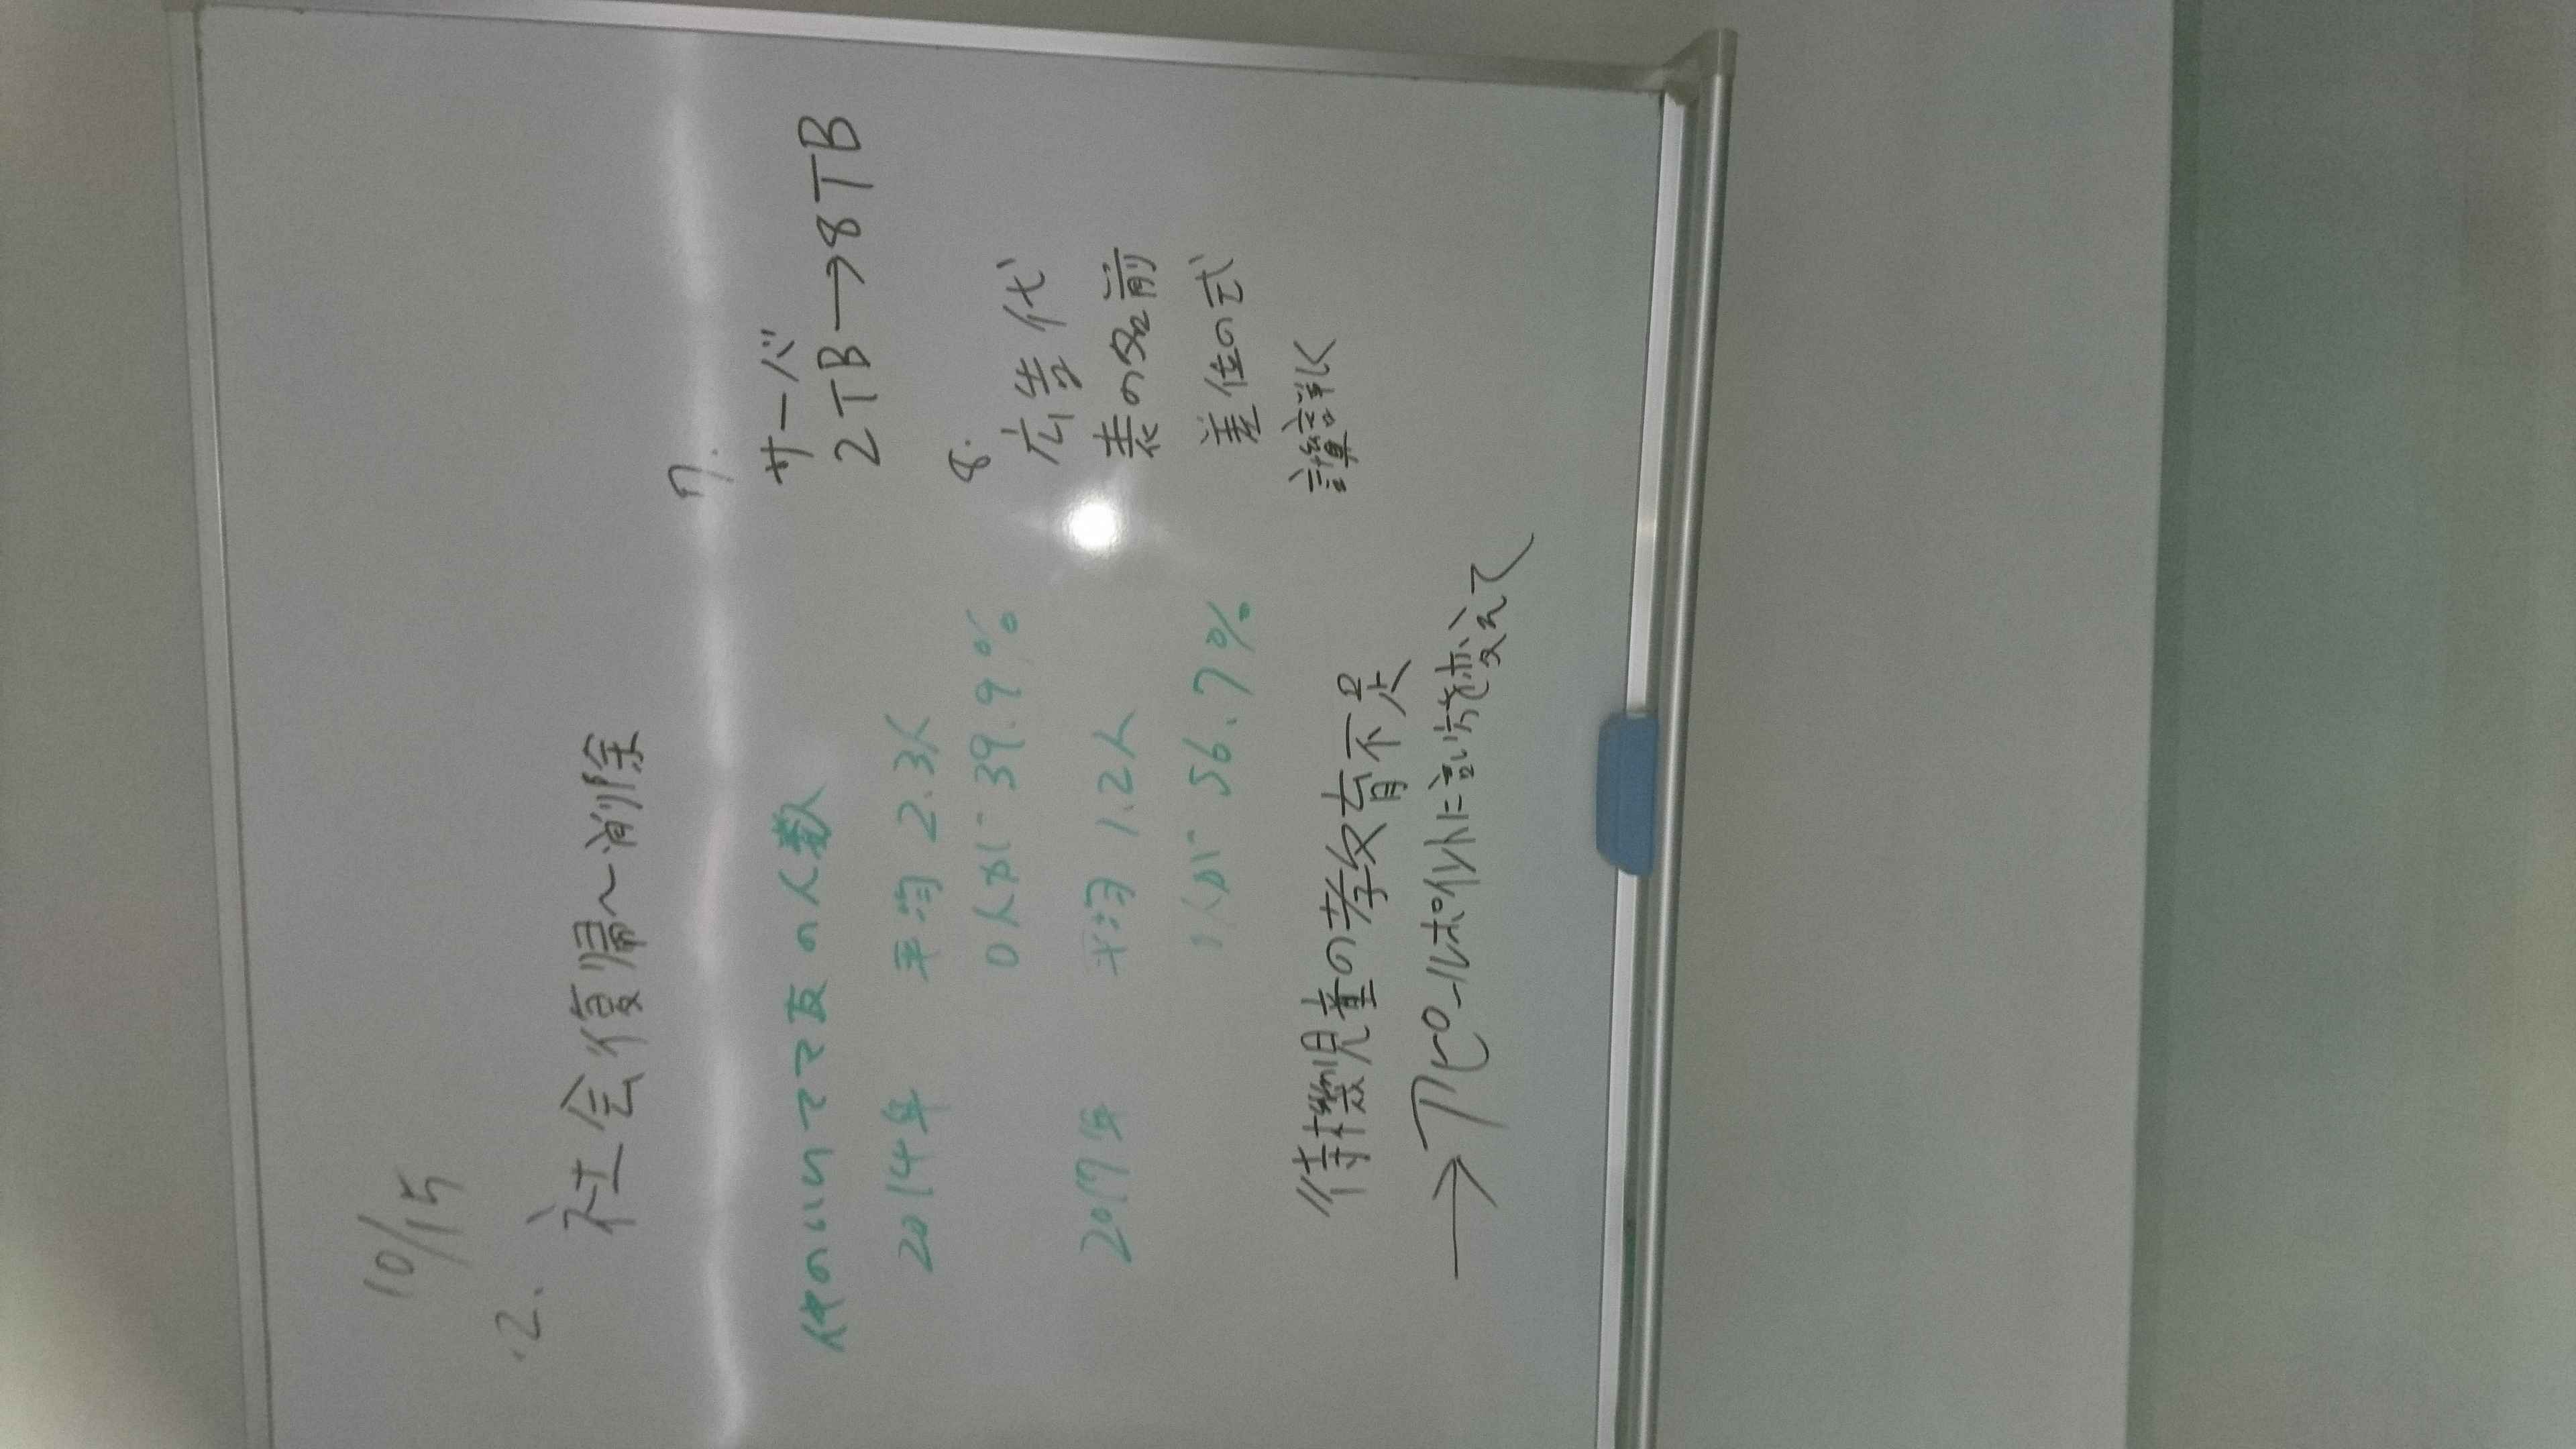 10/15
2.
社会復帰〜削除
仲のいいママ友の人数
2014年 平均 2.3人
0人が 39.9%
2017年 平均 1.2人
0人が 56.7%
待機児童の教育不足
→アピールポイントに言い方を変えて
7.
サーバ
2TB→8TB
8.
広告代
表の名前
差位の式
計算詳しく